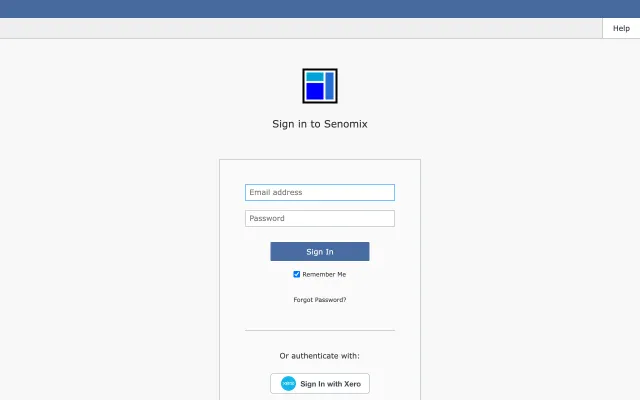 Help
Sign in to Senomix
Email address
Password
Sign In
Remember Me
Forgot Password?
Or authenticate with:
xero Sign In with Xero